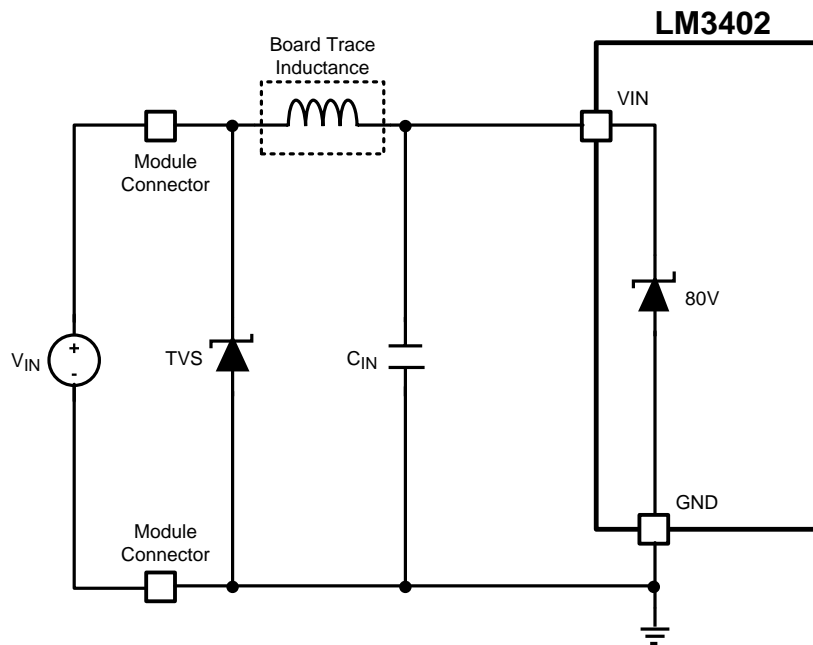 LM3402
Board Trace
Inductance
VIN
Module
Connector
80V
TVS
CIN
VIN
+
-
GND
Module
Connector